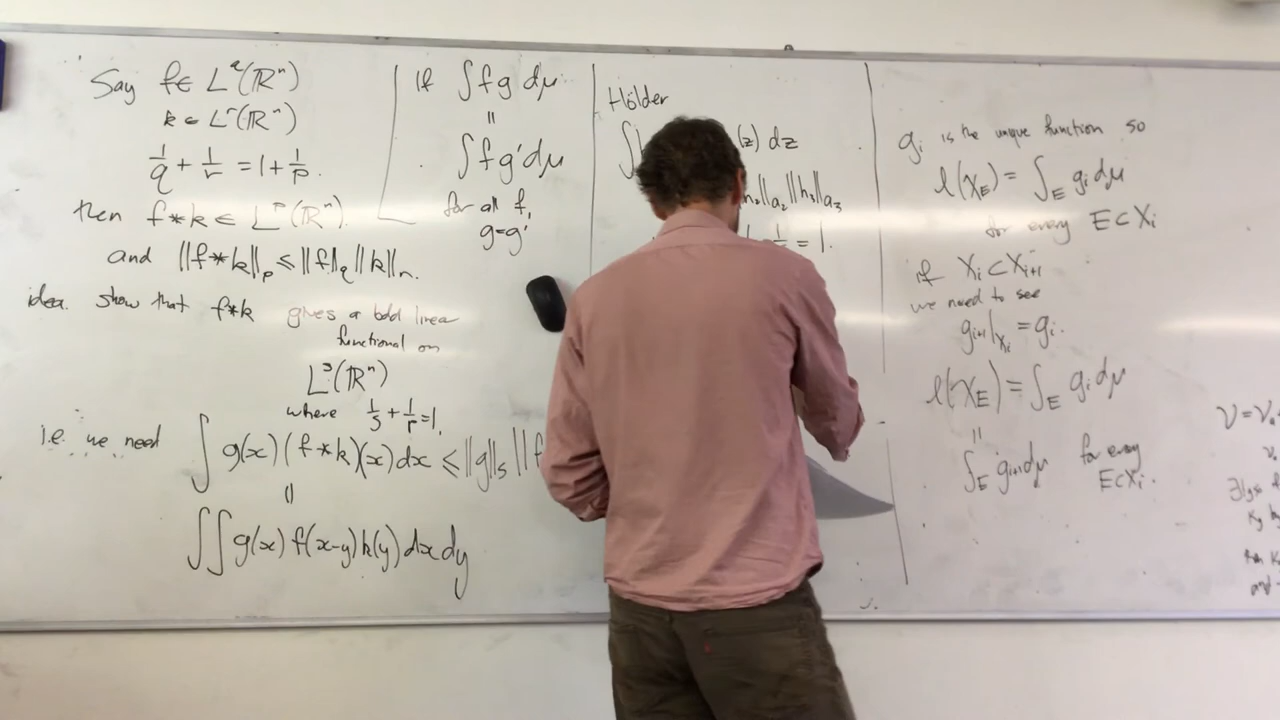 Say f ∈ L^q(ℝ^n)
k ∈ L^r(ℝ^n)
1/q + 1/r = 1 + 1/p.
then f*k ∈ L^p(ℝ^n).
and ||f*k||_p ≤ ||f||_q ||k||_r.
idea. show that f*k gives a bdd linear
functional on
L^s(ℝ^n)
where 1/s + 1/p = 1.
i.e. we need ∫ g(x) (f*k)(x) dx ≤ ||g||_s ||f
=
∫∫ g(x) f(x-y) k(y) dx dy
If ∫ f g dμ
=
∫ f g' dμ
for all f,
g = g'
Hölder
∫ (z) dz
||h_3||_{a_3}
= 1.
g_i is the unique function so
l(χ_E) = ∫_E g_i dμ
for every E ⊂ X_i
if X_i ⊂ X_{i+1}
we need to see
g_{i+1}|_{X_i} = g_i.
l(χ_E) = ∫_E g_i dμ
=
∫_E g_{i+1} dμ for every
E ⊂ X_i.
and